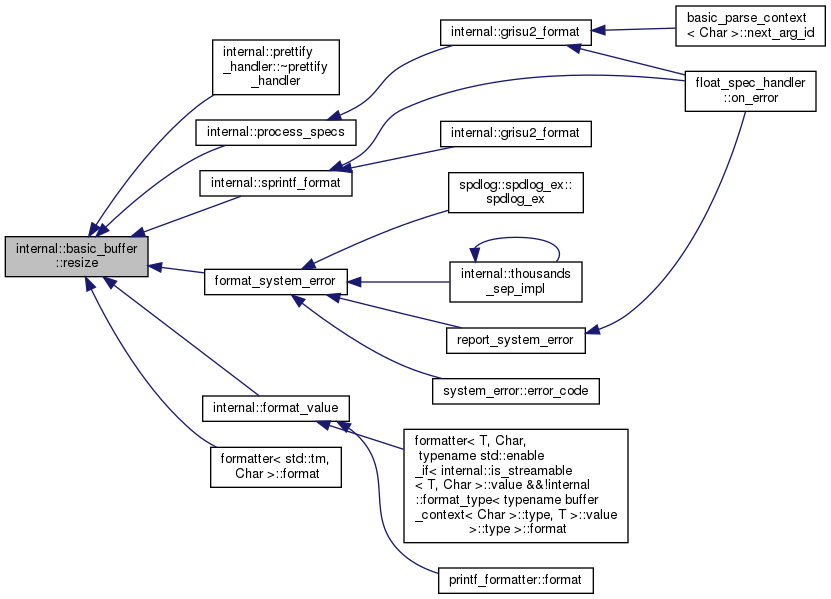 basic_parse_context
< Char >::next_arg_id
internal::grisu2_format
internal::prettify
_handler::~prettify
_handler
float_spec_handler
::on_error
internal::process_specs
internal::grisu2_format
internal::sprintf_format
spdlog::spdlog_ex::
spdlog_ex
internal::basic_buffer
::resize
format_system_error
internal::thousands
_sep_impl
report_system_error
system_error::error_code
internal::format_value
formatter< T, Char,
typename std::enable
_if< internal::is_streamable
< T, Char >::value &&!internal
::format_type< typename buffer
_context< Char >::type, T >::value
>::type >::format
formatter< std::tm,
Char >::format
printf_formatter::format